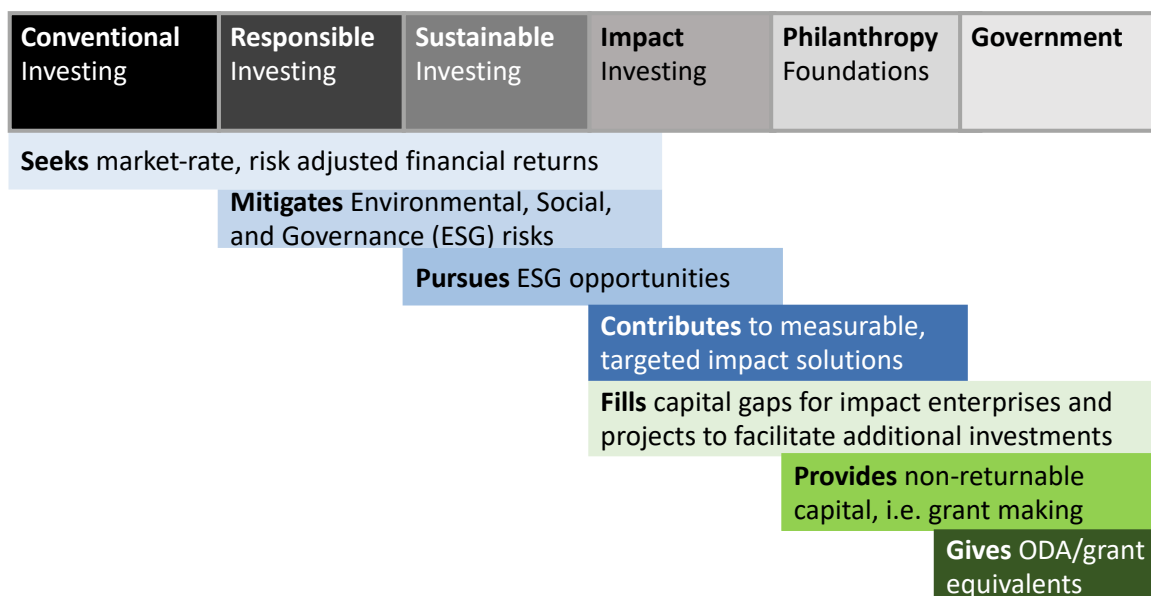 Conventional
Investing
Responsible
Investing
Sustainable
Investing
Impact
Investing
Philanthropy
Foundations
Government
Seeks market-rate, risk adjusted financial returns
Mitigates Environmental, Social,
and Governance (ESG) risks
Pursues ESG opportunities
Contributes to measurable,
targeted impact solutions
Fills capital gaps for impact enterprises and
projects to facilitate additional investments
Provides non-returnable
capital, i.e. grant making
Gives ODA/grant
equivalents